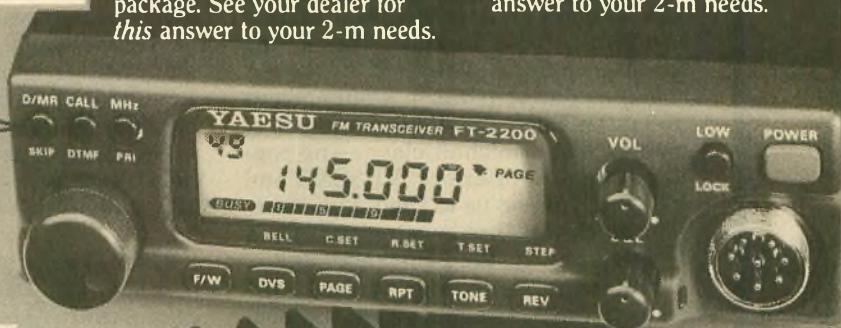 package. See your dealer for
this answer to your 2-m needs.
answer to your 2-m needs.
D/MR CALL MHz
SKIP DTMF PRI
YAESU FM TRANSCEIVER FT-2200
49
145.000 PAGE
BUSY
BELL C.SET R.SET T.SET STEP
F/W DVS PAGE RPT TONE REV
VOL
LOW
LOCK
POWER